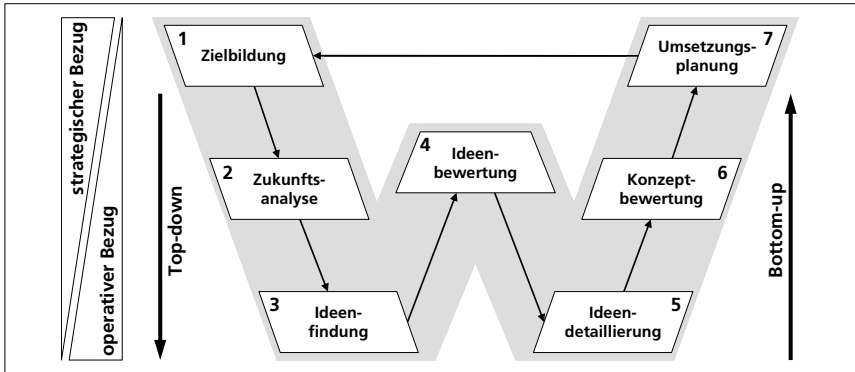 strategischer Bezug
operativer Bezug
Top-down
1
Zielbildung
2
Zukunfts-
analyse
3
Ideen-
findung
4
Ideen-
bewertung
5
Ideen-
detaillierung
6
Konzept-
bewertung
7
Umsetzungs-
planung
Bottom-up